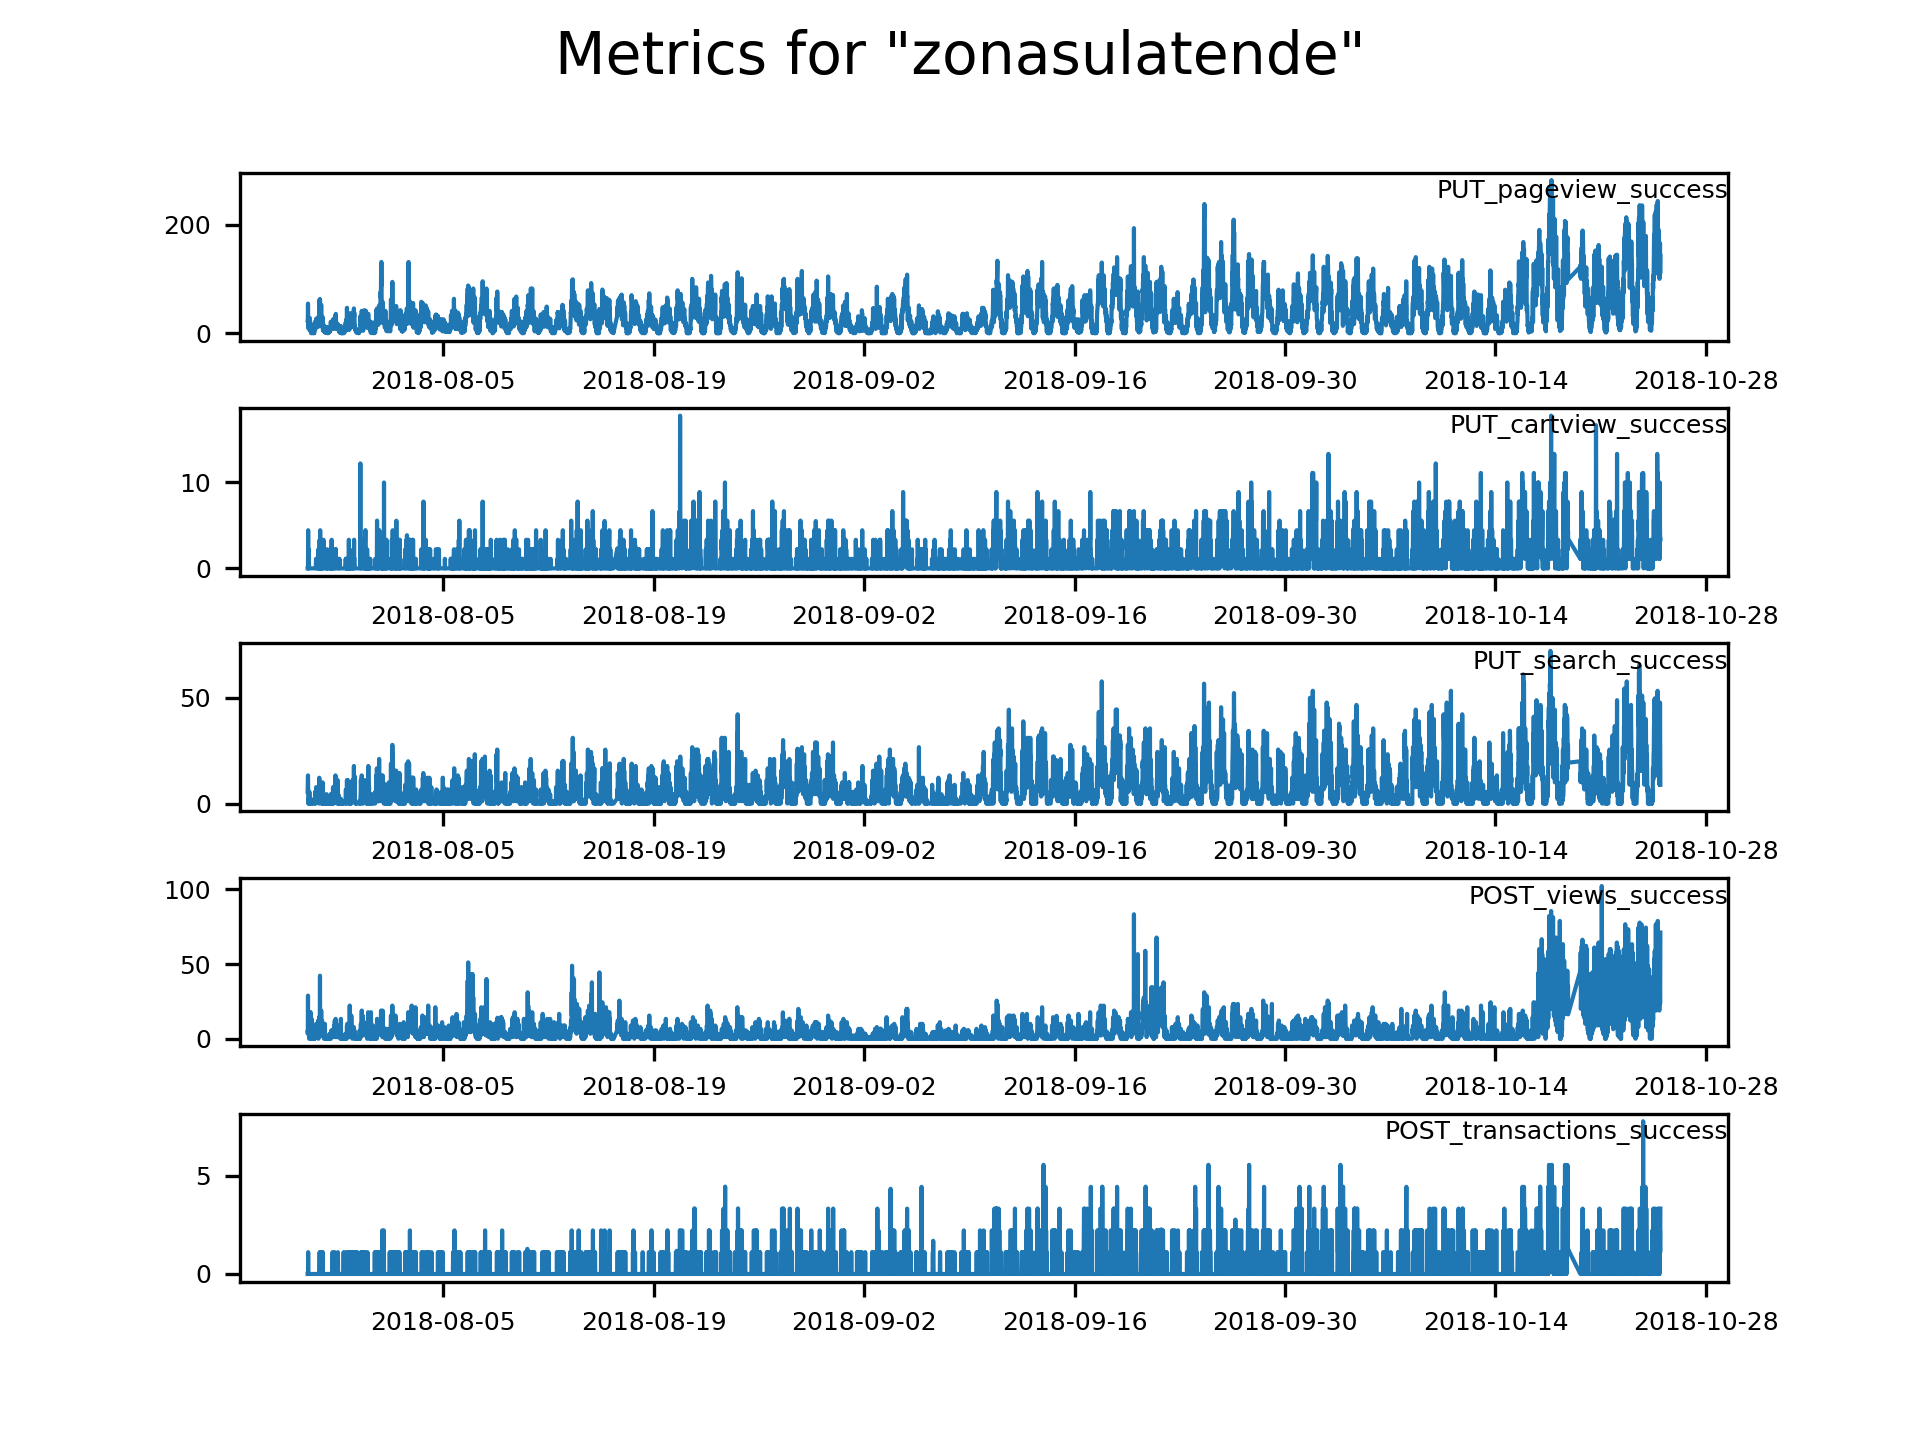 Metrics for "zonasulatende"
PUT_pageview_success
200
0
2018-08-05 2018-08-19 2018-09-02 2018-09-16 2018-09-30 2018-10-14 2018-10-28
PUT_cartview_success
10
0
2018-08-05 2018-08-19 2018-09-02 2018-09-16 2018-09-30 2018-10-14 2018-10-28
PUT_search_success
50
0
2018-08-05 2018-08-19 2018-09-02 2018-09-16 2018-09-30 2018-10-14 2018-10-28
100
POST_views_success
50
0
2018-08-05 2018-08-19 2018-09-02 2018-09-16 2018-09-30 2018-10-14 2018-10-28
POST_transactions_success
5
0
2018-08-05 2018-08-19 2018-09-02 2018-09-16 2018-09-30 2018-10-14 2018-10-28